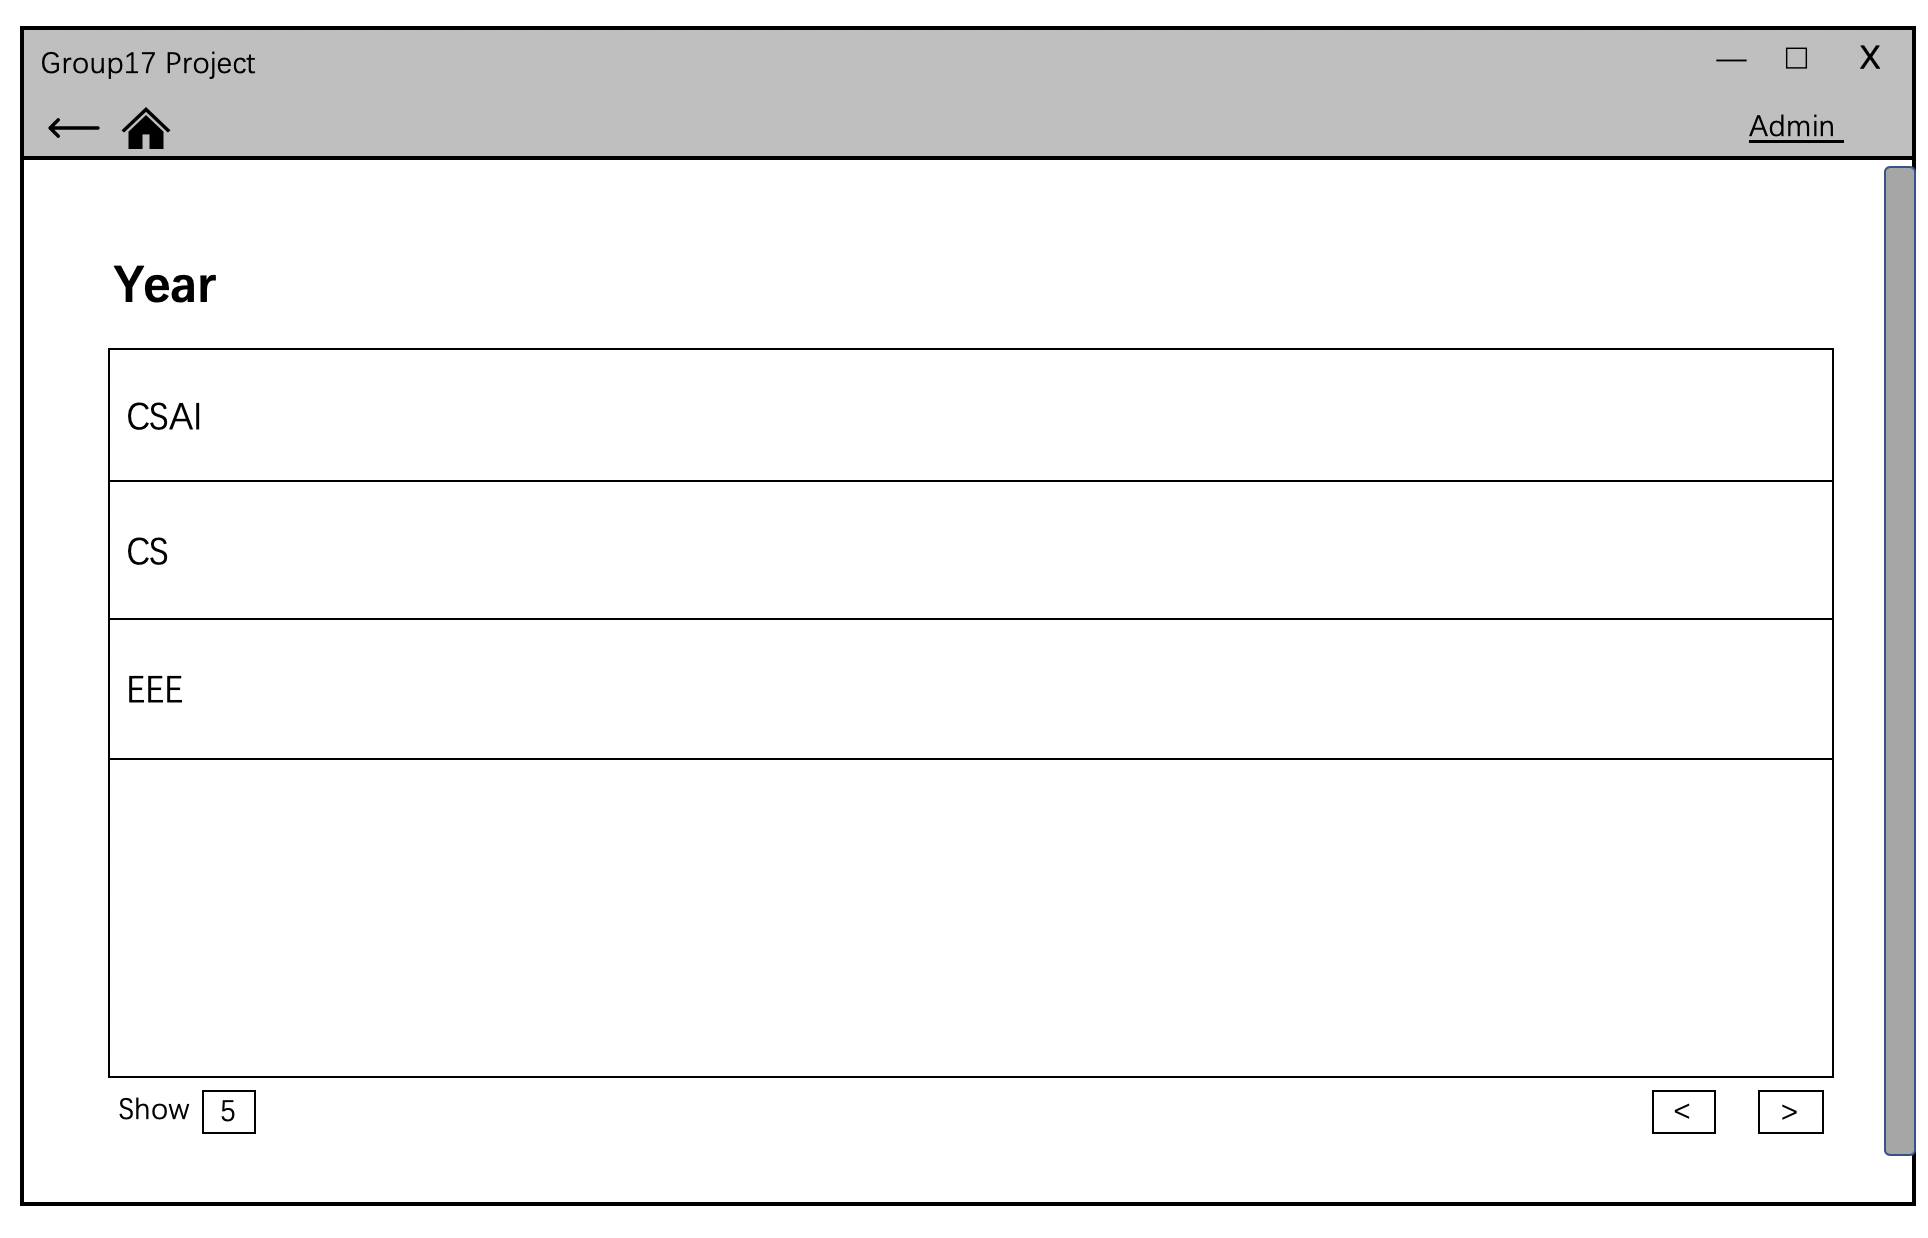 Group17 Project
X
Admin
Year
CSAI
CS
EEE
Show 5
< >